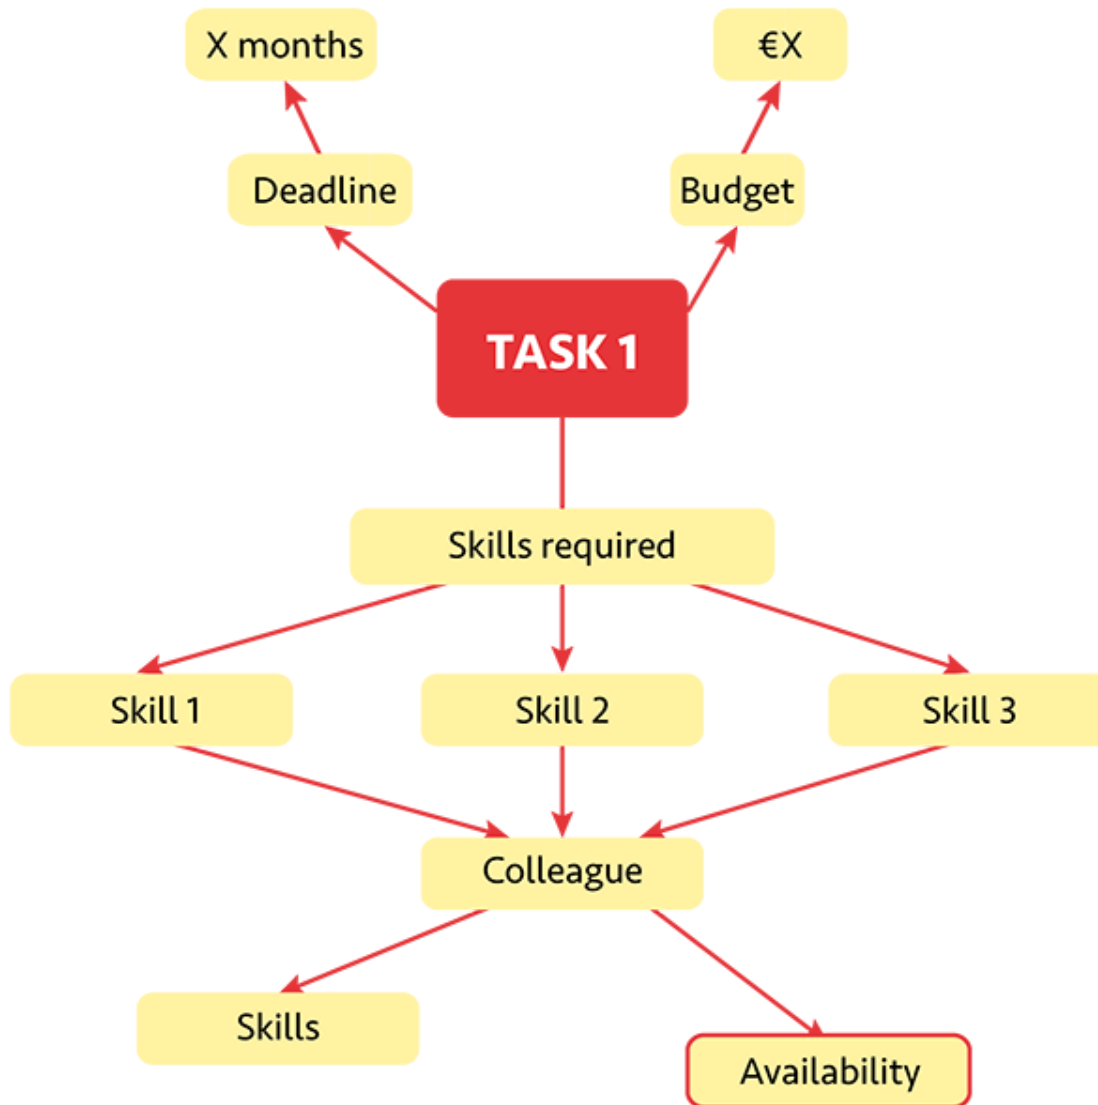 X months
€X
Deadline
Budget
TASK 1
Skills required
Skill 1
Skill 2
Skill 3
Colleague
Skills
Availability